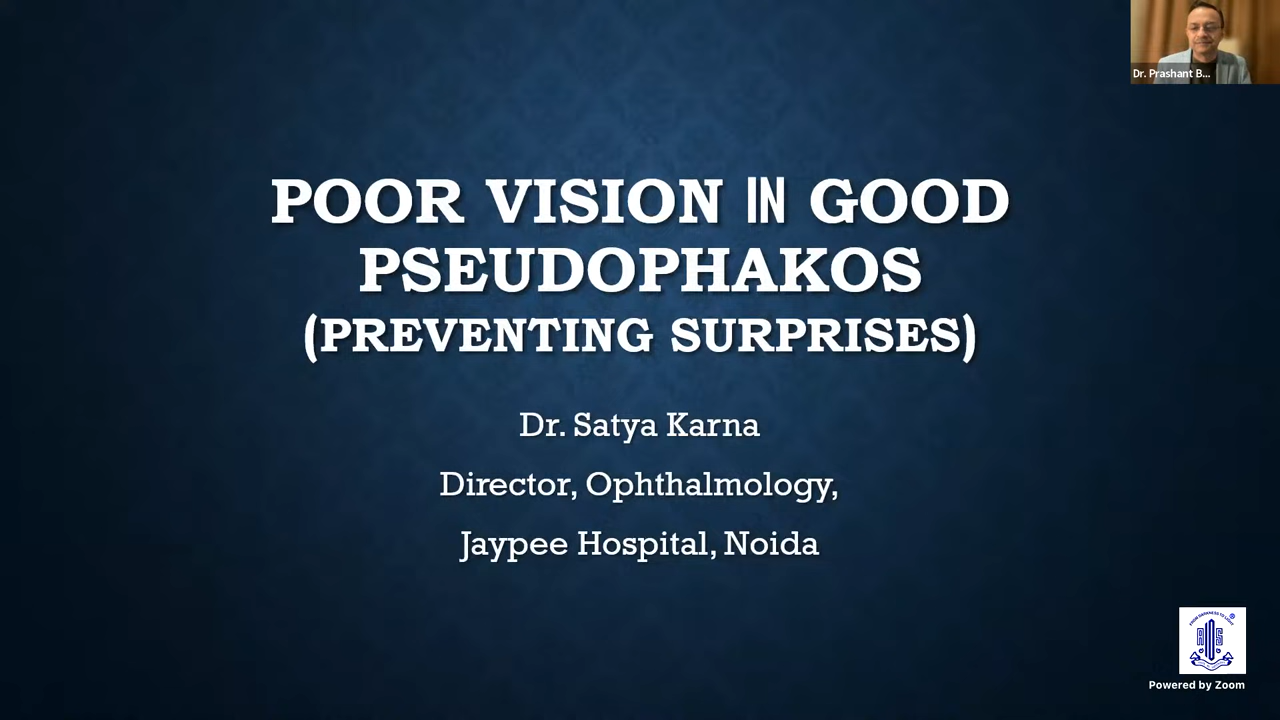 Dr. Prashant B...
POOR VISION IN GOOD
PSEUDOPHAKOS
(PREVENTING SURPRISES)
Dr. Satya Karna
Director, Ophthalmology,
Jaypee Hospital, Noida
Powered by Zoom